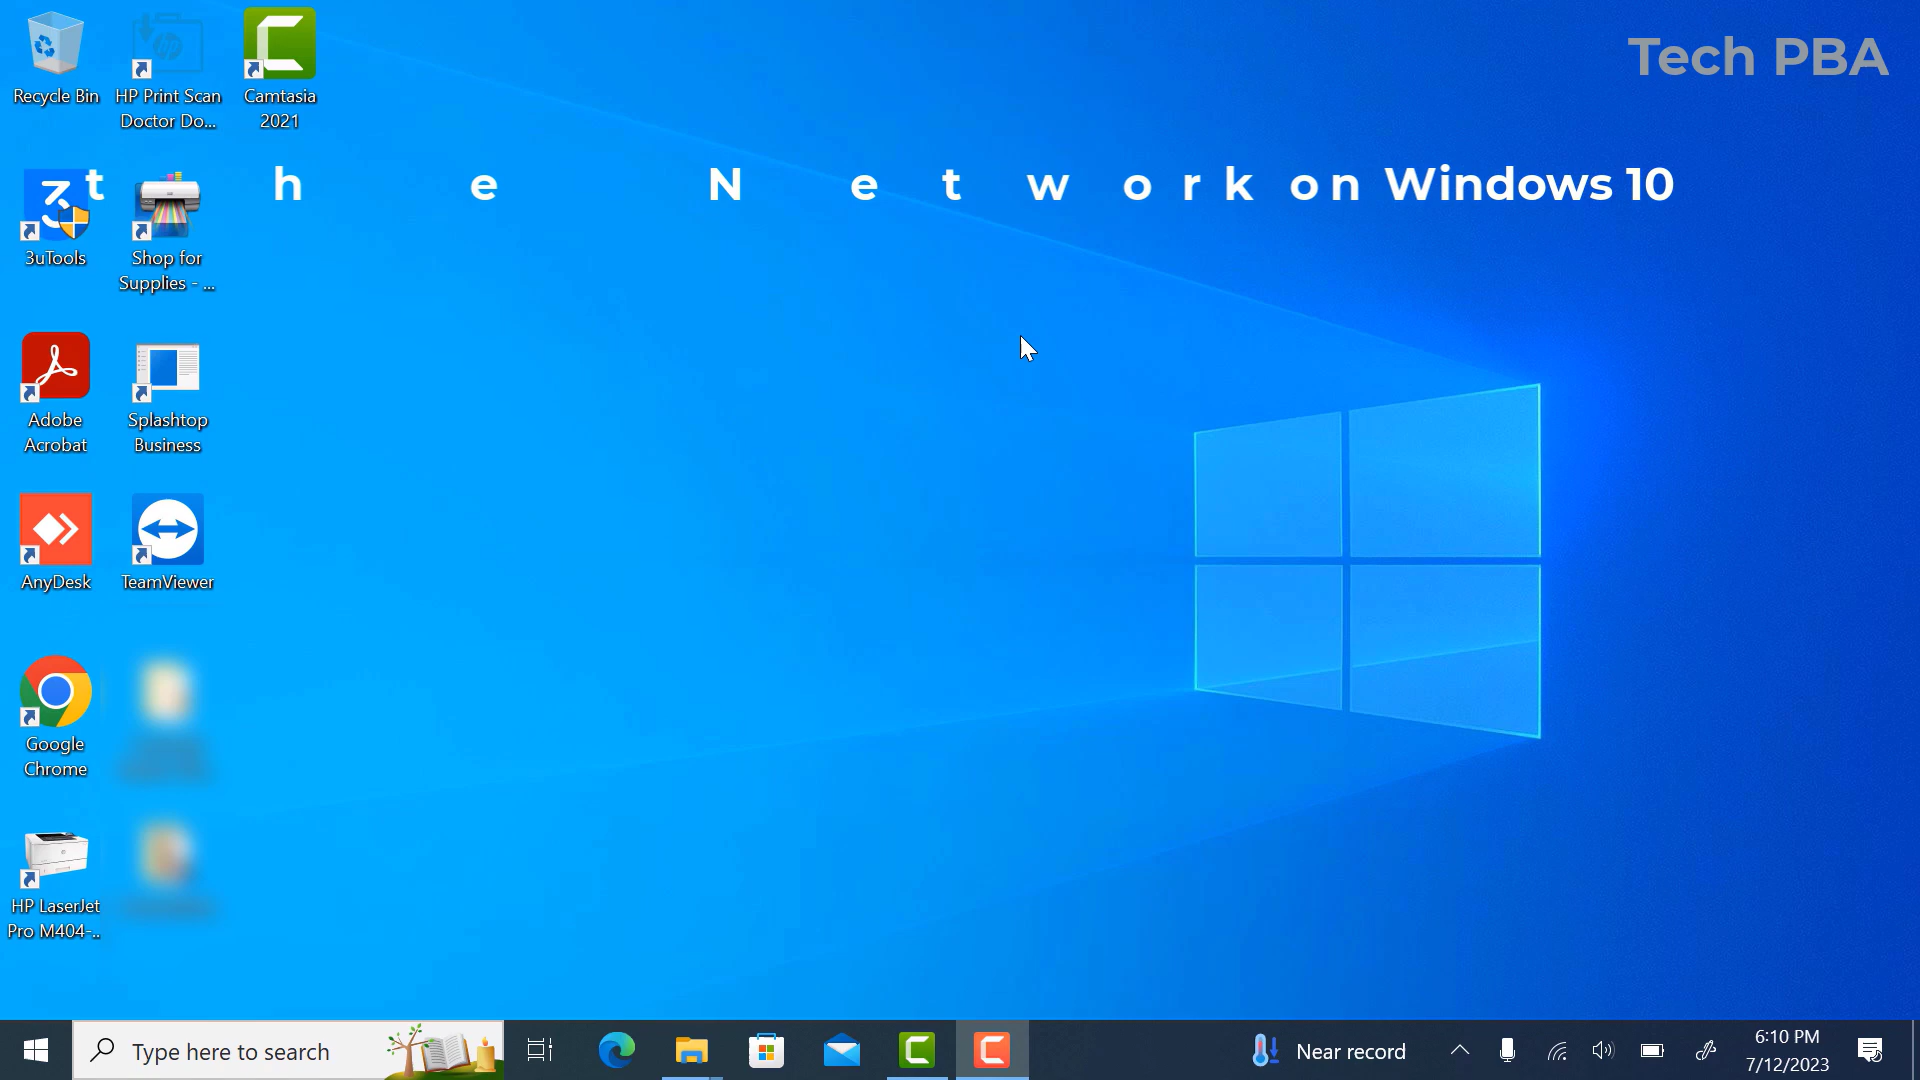 Tech PBA
Recycle Bin
HP Print Scan
Doctor Do...
Camtasia
2021
t h e N e t w o r k on Windows 10
3uTools
Shop for
Supplies - ...
Adobe
Acrobat
Splashtop
Business
AnyDesk
TeamViewer
Google
Chrome
HP LaserJet
Pro M404-..
Type here to search
Near record
6:10 PM
7/12/2023